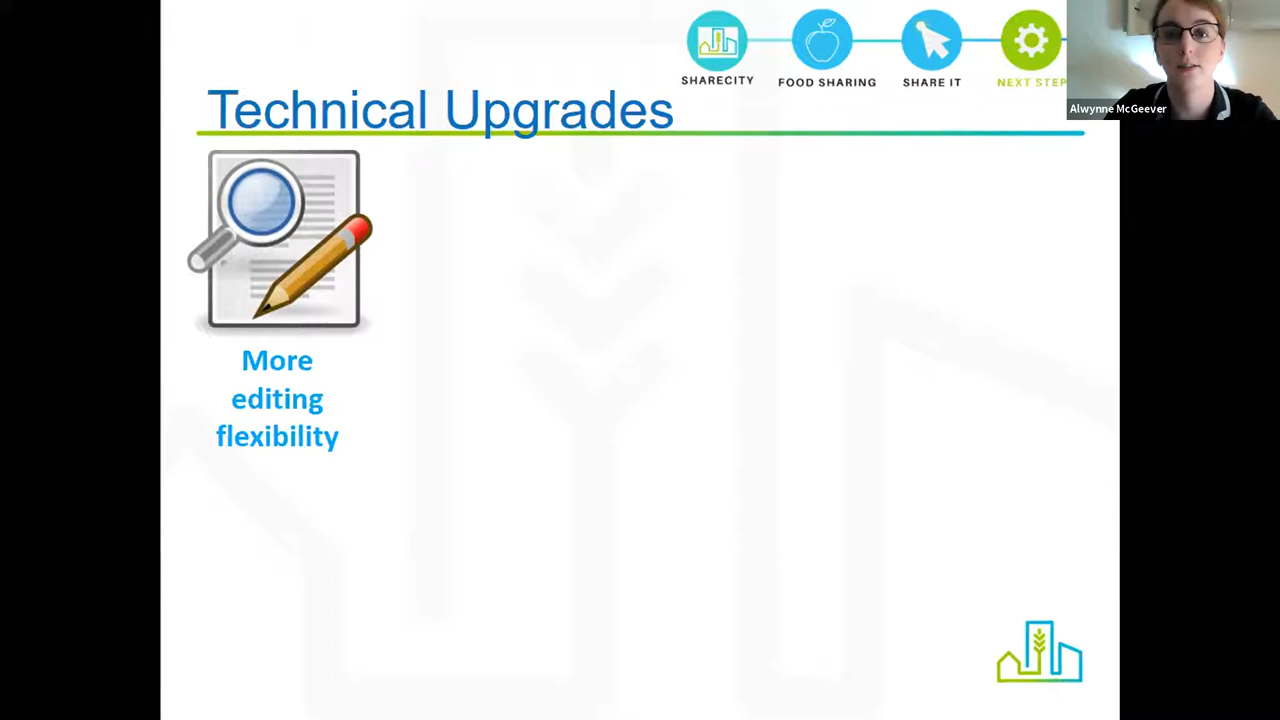 SHARECITY
FOOD SHARING
SHARE IT
NEXT STEP
Alwynne McGeever
Technical Upgrades
More
editing
flexibility